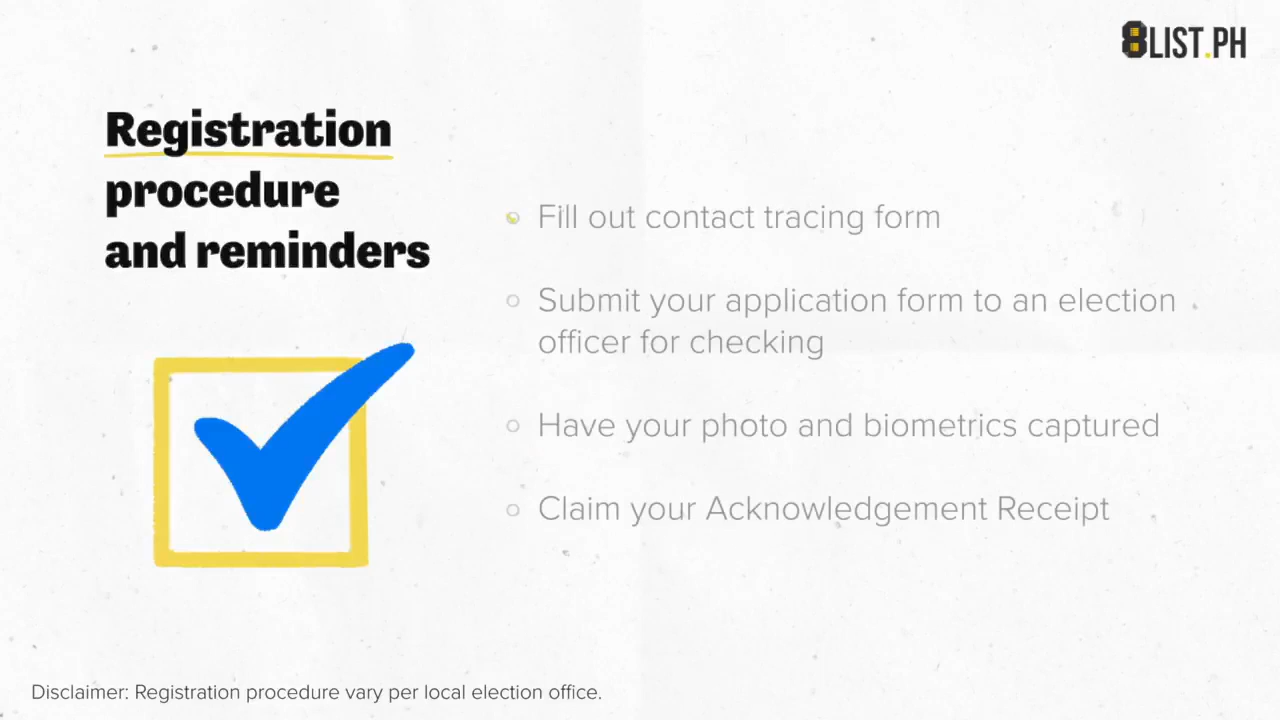 8LIST.PH
Registration
procedure
and reminders
Fill out contact tracing form
Submit your application form to an election
officer for checking
Have your photo and biometrics captured
Claim your Acknowledgement Receipt
Disclaimer: Registration procedure vary per local election office.